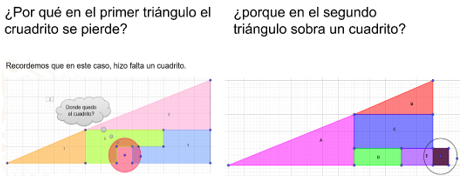 ¿Por qué en el primer triángulo el
cruadrito se pierde?
¿porque en el segundo
triángulo sobra un cuadrito?
Recordemos que en este caso, hizo falta un cuadrito.
Donde quedo
el cuadrito?